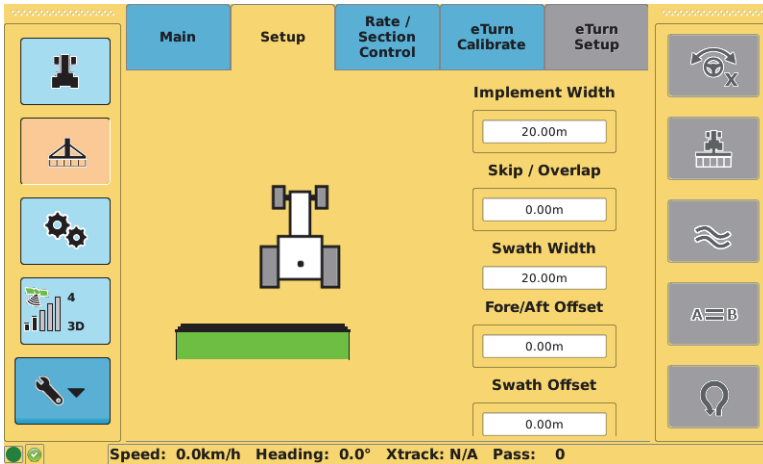 Main
Setup
Rate /
Section
Control
eTurn
Calibrate
eTurn
Setup
X
4
3D
Implement Width
20.00m
Skip / Overlap
0.00m
Swath Width
20.00m
Fore/Aft Offset
0.00m
Swath Offset
0.00m
A=B
Speed: 0.0km/h Heading: 0.0° Xtrack: N/A Pass: 0